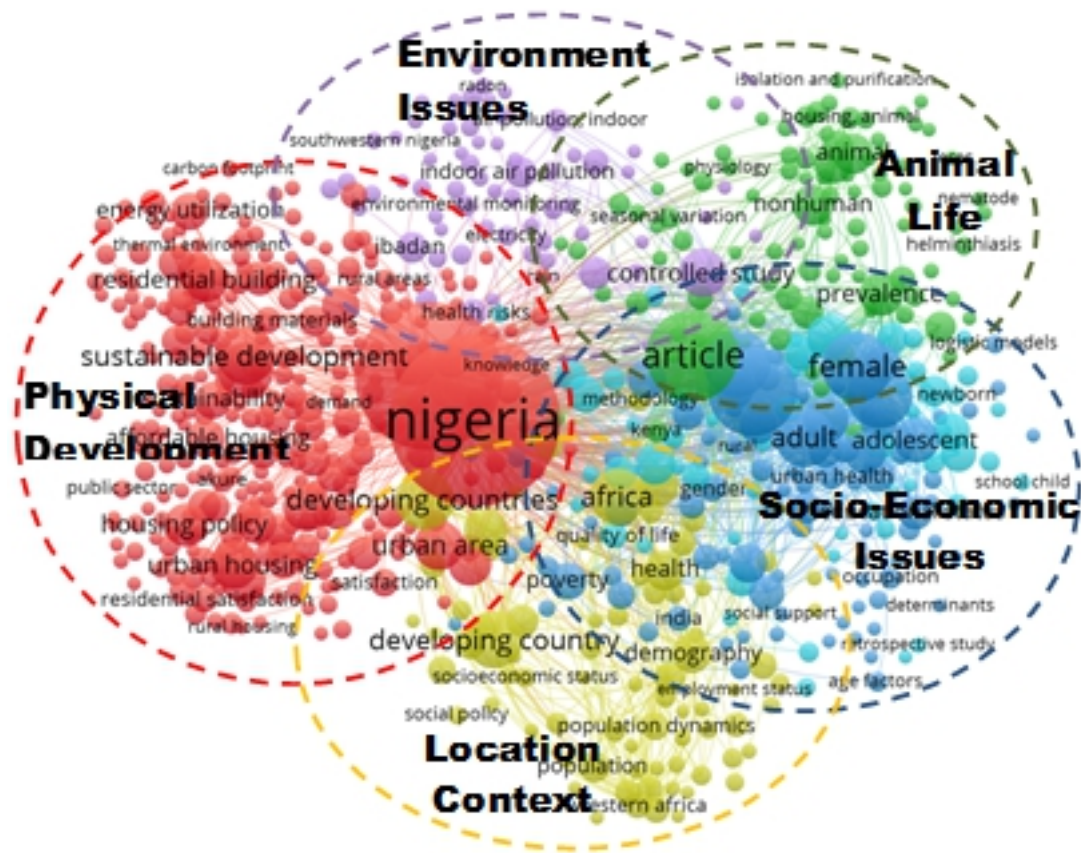 Environment
Issues
radon
pollution, indoor
southwestern nigeria
indoor air pollution
carbon footprint
environmental monitoring
energy utilization
electricity
thermal environment
ibadan
residential building
rural areas
building materials
health risks
isolation and purification
housing, animal
animal
Animal
physiology
nonhuman
nematode
Life
seasonal variation
helminthiasis
controlled study
prevalence
sustainable development
knowledge
article
female
logistic models
Physical
demand
nigeria
methodology
newborn
Development
affordable housing
kenya
rural
adult
adolescent
public sector
akure
developing countries
africa
gender
urban health
school child
Socio-Economic
Issues
housing policy
urban area
quality of life
urban housing
satisfaction
poverty
health
occupation
residential satisfaction
india
social support
determinants
rural housing
developing country
demography
retrospective study
socioeconomic status
employment status
age factors
social policy
population dynamics
Location
population
Context
western africa